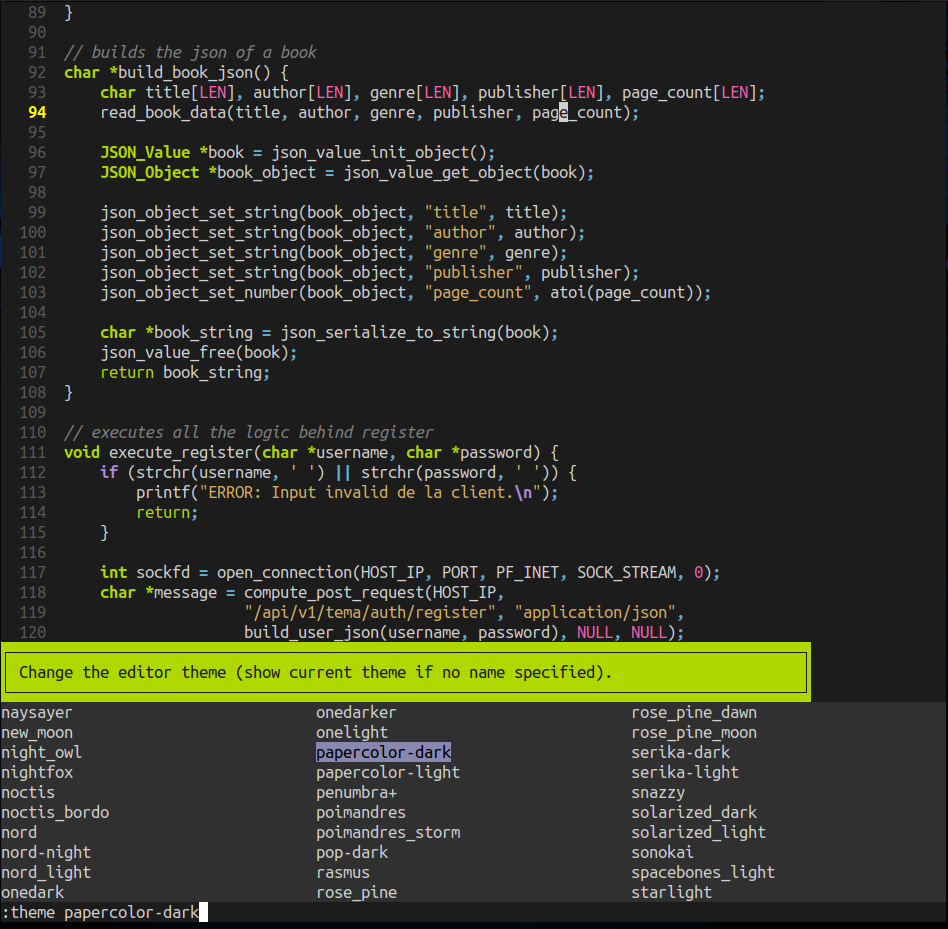 89 }
90
91 // builds the json of a book
92 char *build_book_json() {
93     char title[LEN], author[LEN], genre[LEN], publisher[LEN], page_count[LEN];
94     read_book_data(title, author, genre, publisher, page_count);
95
96     JSON_Value *book = json_value_init_object();
97     JSON_Object *book_object = json_value_get_object(book);
98
99     json_object_set_string(book_object, "title", title);
100     json_object_set_string(book_object, "author", author);
101     json_object_set_string(book_object, "genre", genre);
102     json_object_set_string(book_object, "publisher", publisher);
103     json_object_set_number(book_object, "page_count", atoi(page_count));
104
105     char *book_string = json_serialize_to_string(book);
106     json_value_free(book);
107     return book_string;
108 }
109
110 // executes all the logic behind register
111 void execute_register(char *username, char *password) {
112     if (strchr(username, ' ') || strchr(password, ' ')) {
113         printf("ERROR: Input invalid de la client.\n");
114         return;
115     }
116
117     int sockfd = open_connection(HOST_IP, PORT, PF_INET, SOCK_STREAM, 0);
118     char *message = compute_post_request(HOST_IP,
119                     "/api/v1/tema/auth/register", "application/json",
120                     build_user_json(username, password), NULL, NULL);
Change the editor theme (show current theme if no name specified).
naysayer onedarker rose_pine_dawn
new_moon onelight rose_pine_moon
night_owl papercolor-dark serika-dark
nightfox papercolor-light serika-light
noctis penumbra+ snazzy
noctis_bordo poimandres solarized_dark
nord poimandres_storm solarized_light
nord-night pop-dark sonokai
nord_light rasmus spacebones_light
onedark rose_pine starlight
:theme papercolor-dark